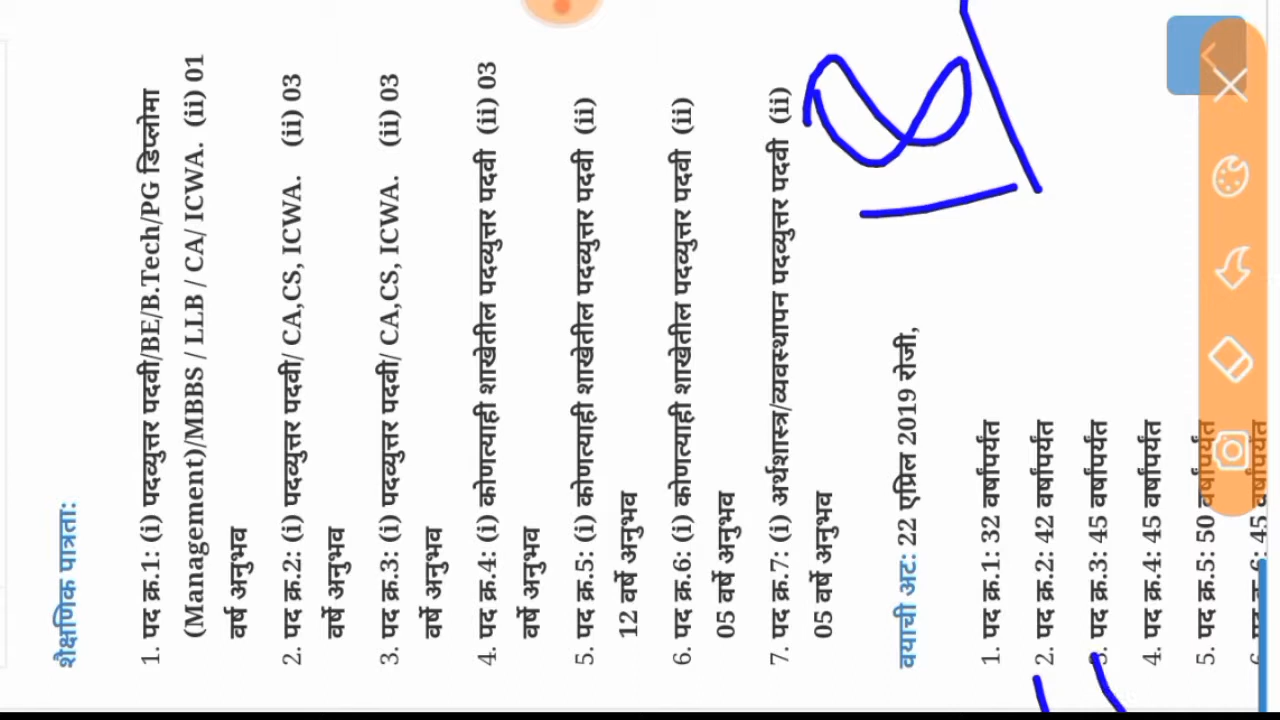 शैक्षणिक पात्रता:
1. पद क्र.1: (i) पदव्युत्तर पदवी/BE/B.Tech/PG डिप्लोमा
(Management)/MBBS / LLB / CA/ ICWA. (ii) 01
वर्ष अनुभव
2. पद क्र.2: (i) पदव्युत्तर पदवी/ CA,CS, ICWA. (ii) 03
वर्षे अनुभव
3. पद क्र.3: (i) पदव्युत्तर पदवी/ CA,CS, ICWA. (ii) 03
वर्षे अनुभव
4. पद क्र.4: (i) कोणत्याही शाखेतील पदव्युत्तर पदवी (ii) 03
वर्षे अनुभव
5. पद क्र.5: (i) कोणत्याही शाखेतील पदव्युत्तर पदवी (ii)
12 वर्षे अनुभव
6. पद क्र.6: (i) कोणत्याही शाखेतील पदव्युत्तर पदवी (ii)
05 वर्षे अनुभव
7. पद क्र.7: (i) अर्थशास्त्र/व्यवस्थापन पदव्युत्तर पदवी (ii)
05 वर्षे अनुभव
वयाची अट: 22 एप्रिल 2019 रोजी,
1. पद क्र.1: 32 वर्षांपर्यंत
2. पद क्र.2: 42 वर्षांपर्यंत
3. पद क्र.3: 45 वर्षांपर्यंत
4. पद क्र.4: 45 वर्षांपर्यंत
5. पद क्र.5: 50 वर्षांपर्यंत
6. पद क्र.6: 45 वर्षांपर्यंत